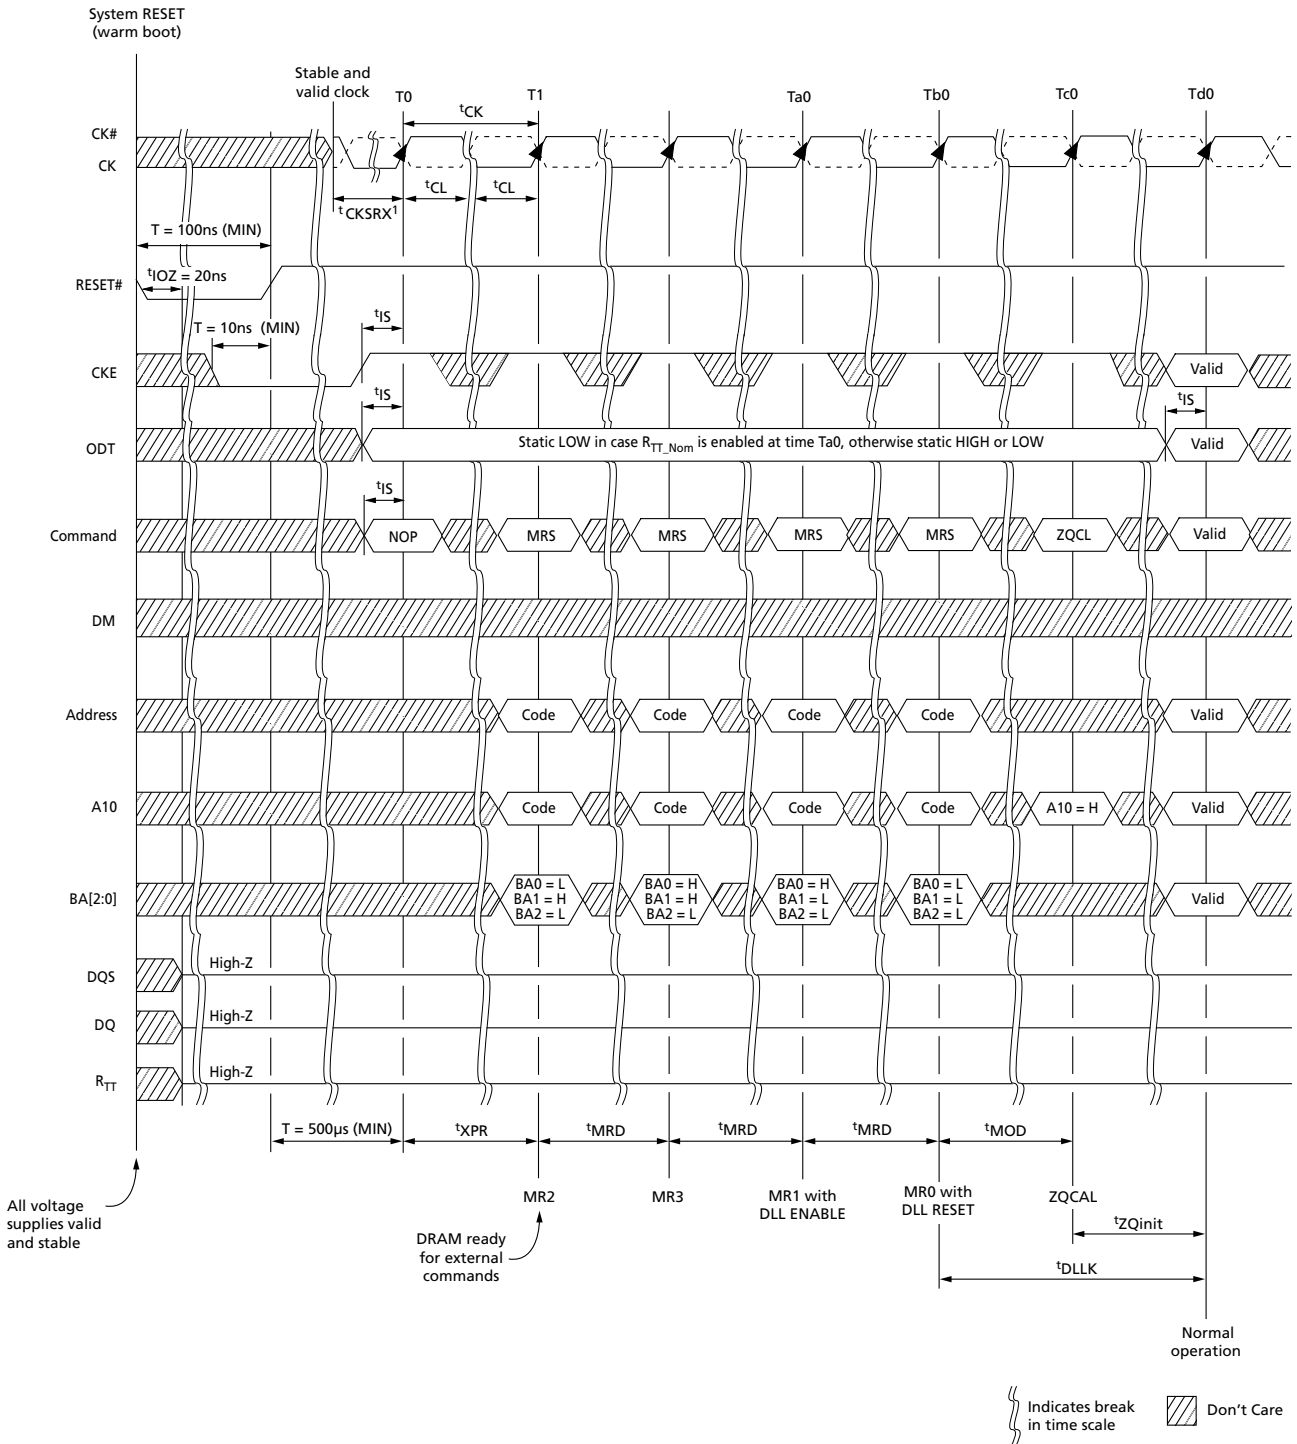 System RESET
(warm boot)
Stable and
valid clock
T0
T1
Ta0
Tb0
Tc0
Td0
tCK
CK#
CK
tCKSRX1
tCL
tCL
T = 100ns (MIN)
tIOZ = 20ns
RESET#
T = 10ns (MIN)
tIS
CKE
Valid
tIS
tIS
ODT
Static LOW in case RTT_Nom is enabled at time Ta0, otherwise static HIGH or LOW
Valid
tIS
Command
NOP
MRS
MRS
MRS
MRS
ZQCL
Valid
DM
Address
Code
Code
Code
Code
Valid
A10
Code
Code
Code
Code
A10 = H
Valid
BA[2:0]
BA0 = L
BA1 = H
BA2 = L
BA0 = H
BA1 = H
BA2 = L
BA0 = H
BA1 = L
BA2 = L
BA0 = L
BA1 = L
BA2 = L
Valid
DQS
High-Z
DQ
High-Z
RTT
High-Z
T = 500µs (MIN)
tXPR
tMRD
tMRD
tMRD
tMOD
All voltage
supplies valid
and stable
MR2
DRAM ready
for external
commands
MR3
MR1 with
DLL ENABLE
MR0 with
DLL RESET
ZQCAL
tZQinit
tDLLK
Normal
operation
Indicates break
in time scale
Don't Care